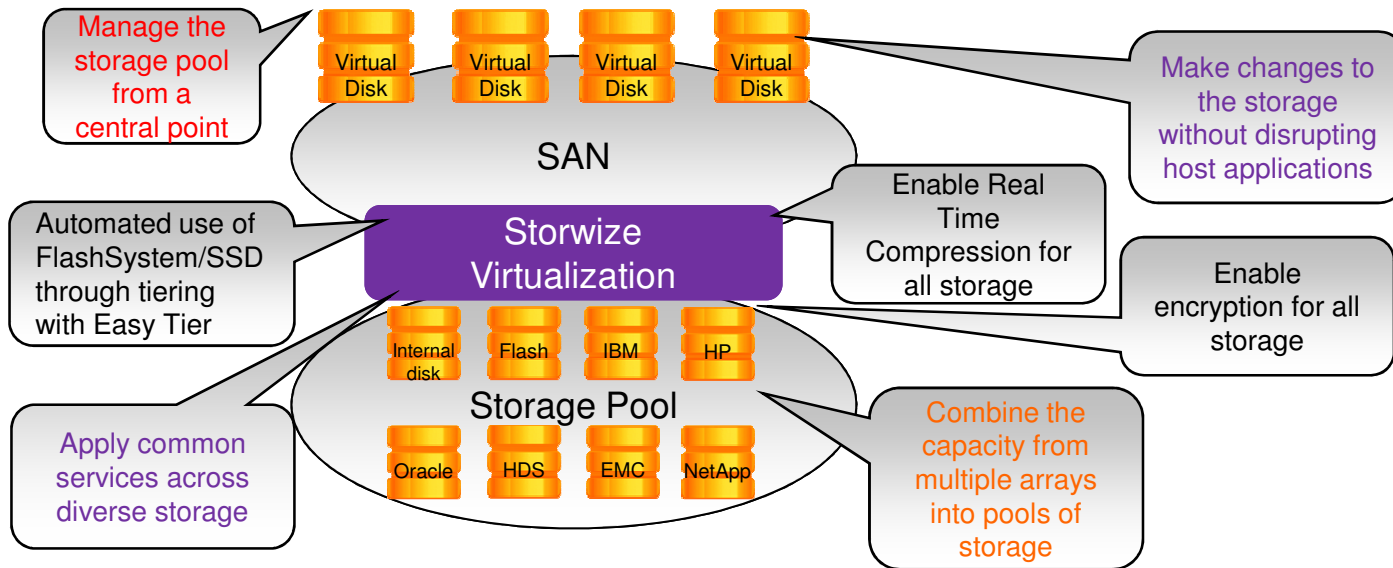 Manage the
storage pool
from a
central point
Virtual
Disk
Virtual
Disk
Virtual
Disk
Virtual
Disk
Make changes to
the storage
without disrupting
host applications
SAN
Automated use of
FlashSystem/SSD
through tiering
with Easy Tier
Storwize
Virtualization
Enable Real
Time
Compression for
all storage
Enable
encryption for all
storage
Internal
disk
Flash
IBM
HP
Storage Pool
Oracle
HDS
EMC
NetApp
Apply common
services across
diverse storage
Combine the
capacity from
multiple arrays
into pools of
storage